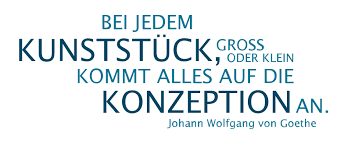 BEI JEDEM
KUNSTSTÜCK, GROSS
ODER KLEIN
KOMMT ALLES AUF DIE
KONZEPTION AN.
Johann Wolfgang von Goethe